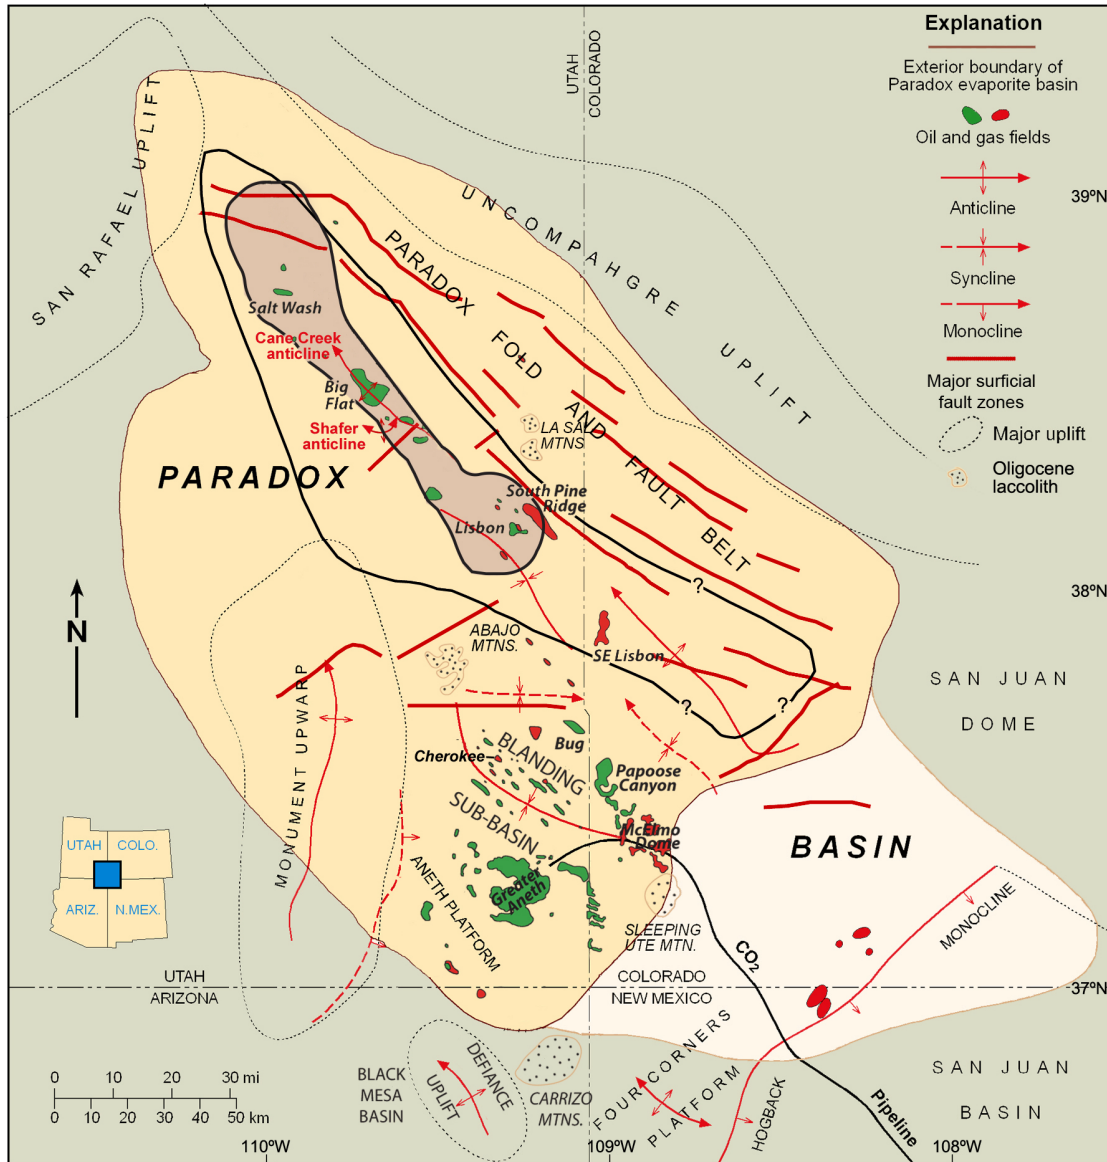 Explanation
Exterior boundary of
Paradox evaporite basin
Oil and gas fields
Anticline
Syncline
Monocline
Major surficial
fault zones
Major uplift
Oligocene
laccolith
UTAH
COLORADO
39ºN
SAN RAFAEL UPLIFT
UNCOMPAHGRE
UPLIFT
PARADOX
FOLD
AND
FAULT
BELT
Salt Wash
Cane Creek
anticline
Big
Flat
Shafer
anticline
LA SAL
MTNS
PARADOX
South Pine
Ridge
Lisbon
?
38ºN
N
ABAJO
MTNS.
SE Lisbon
?
?
SAN JUAN
DOME
MONUMENT UPWARP
Bug
Cherokee
BLANDING
SUB-BASIN
Papoose
Canyon
McElmo
Dome
BASIN
UTAH
COLO.
ARIZ.
N.MEX.
Greater
Aneth
ANETH PLATFORM
SLEEPING
UTE MTN.
CO2
MONOCLINE
UTAH
ARIZONA
COLORADO
NEW MEXICO
37ºN
0 10 20 30 mi
0 10 20 30 40 50 km
BLACK
MESA
BASIN
DEFIANCE
UPLIFT
CARRIZO
MTNS.
FOUR CORNERS
PLATFORM
HOGBACK
Pipeline
SAN JUAN
BASIN
110ºW
109ºW
108ºW